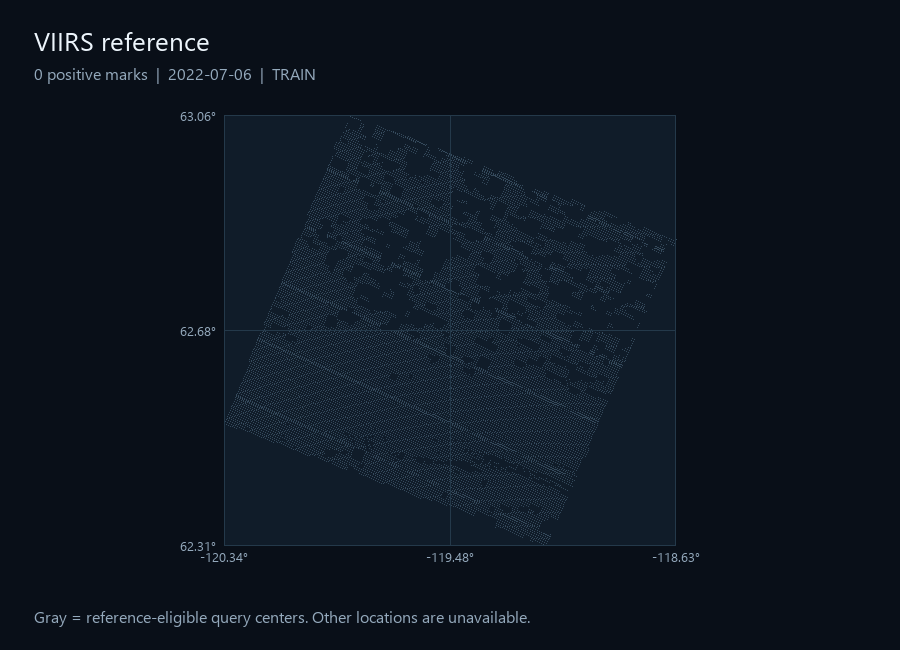 VIIRS reference
0 positive marks | 2022-07-06 | TRAIN
63.06°
62.68°
62.31°
-120.34°
-119.48°
-118.63°
Gray = reference-eligible query centers. Other locations are unavailable.